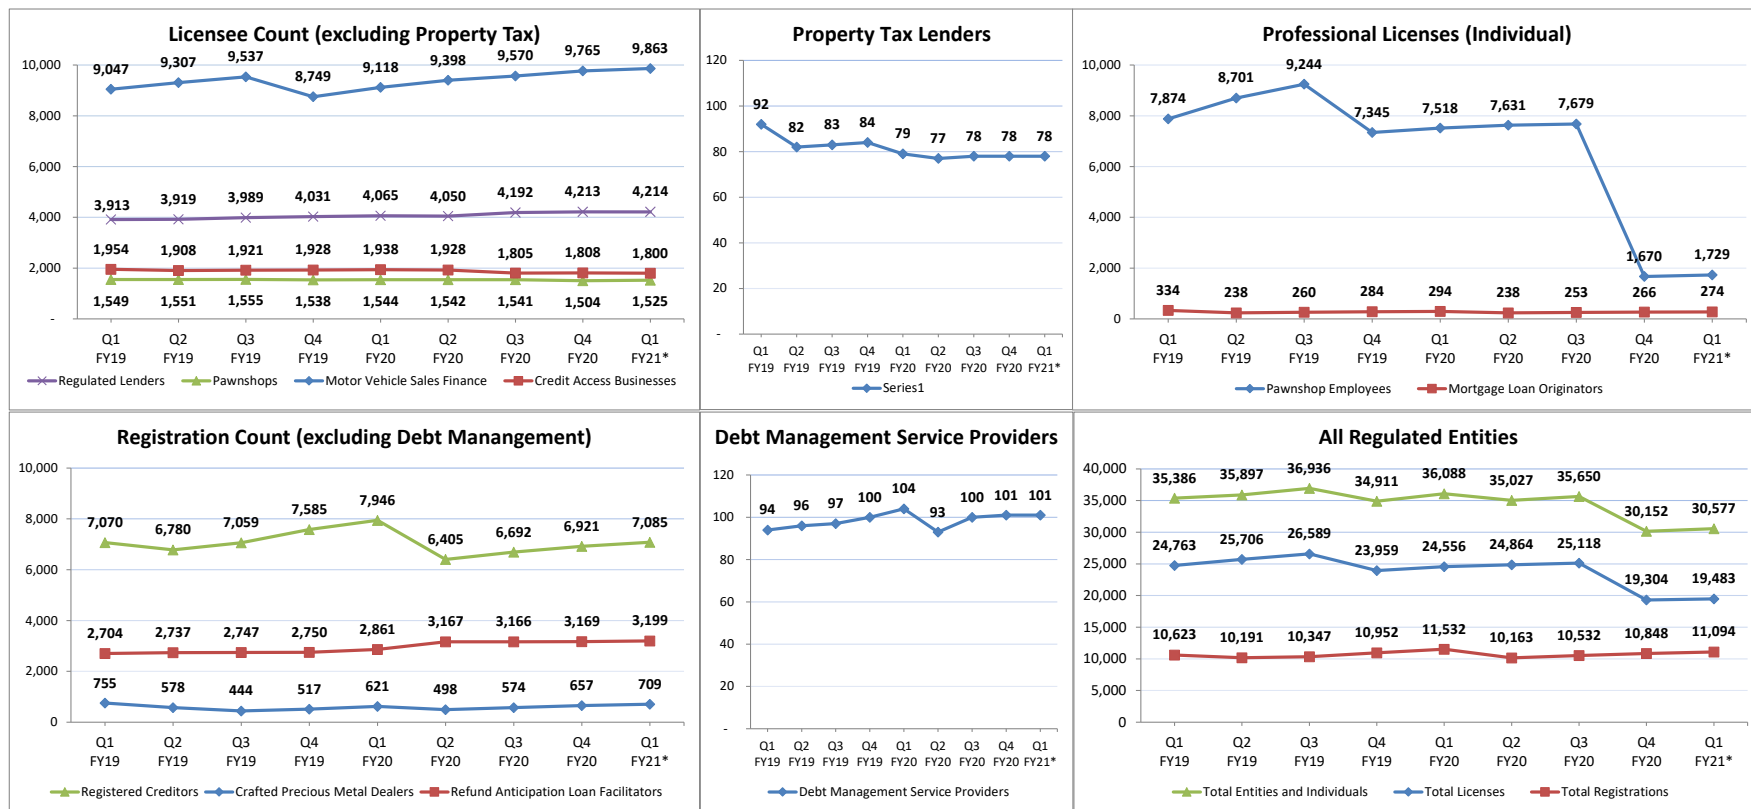 Licensee Count (excluding Property Tax)
10,000
8,000
6,000
4,000
2,000
-
9,047 9,307 9,537 8,749 9,118 9,398 9,570 9,765 9,863
3,913 3,919 3,989 4,031 4,065 4,050 4,192 4,213 4,214
1,954 1,908 1,921 1,928 1,938 1,928 1,805 1,808 1,800
1,549 1,551 1,555 1,538 1,544 1,542 1,541 1,504 1,525
Q1 Q2 Q3 Q4 Q1 Q2 Q3 Q4 Q1
FY19 FY19 FY19 FY19 FY20 FY20 FY20 FY20 FY21*
Regulated Lenders Pawnshops Motor Vehicle Sales Finance Credit Access Businesses
Property Tax Lenders
120
100
80
60
40
20
-
92 82 83 84 79 77 78 78 78
Q1 Q2 Q3 Q4 Q1 Q2 Q3 Q4 Q1
FY19 FY19 FY19 FY19 FY20 FY20 FY20 FY20 FY21*
Series1
Professional Licenses (Individual)
10,000
8,000
6,000
4,000
2,000
0
7,874 8,701 9,244 7,345 7,518 7,631 7,679 1,670 1,729
334 238 260 284 294 238 253 266 274
Q1 Q2 Q3 Q4 Q1 Q2 Q3 Q4 Q1
FY19 FY19 FY19 FY19 FY20 FY20 FY20 FY20 FY21*
Pawnshop Employees Mortgage Loan Originators
Registration Count (excluding Debt Manangement)
10,000
8,000
6,000
4,000
2,000
0
7,070 6,780 7,059 7,585 7,946 6,405 6,692 6,921 7,085
2,704 2,737 2,747 2,750 2,861 3,167 3,166 3,169 3,199
755 578 444 517 621 498 574 657 709
Q1 Q2 Q3 Q4 Q1 Q2 Q3 Q4 Q1
FY19 FY19 FY19 FY19 FY20 FY20 FY20 FY20 FY21*
Registered Creditors Crafted Precious Metal Dealers Refund Anticipation Loan Facilitators
Debt Management Service Providers
120
100
80
60
40
20
-
94 96 97 100 104 93 100 101 101
Q1 Q2 Q3 Q4 Q1 Q2 Q3 Q4 Q1
FY19 FY19 FY19 FY19 FY20 FY20 FY20 FY20 FY21*
Debt Management Service Providers
All Regulated Entities
40,000
35,000
30,000
25,000
20,000
15,000
10,000
5,000
0
35,386 35,897 36,936 34,911 36,088 35,027 35,650 30,152 30,577
24,763 25,706 26,589 23,959 24,556 24,864 25,118 19,304 19,483
10,623 10,191 10,347 10,952 11,532 10,163 10,532 10,848 11,094
Q1 Q2 Q3 Q4 Q1 Q2 Q3 Q4 Q1
FY19 FY19 FY19 FY19 FY20 FY20 FY20 FY20 FY21*
Total Entities and Individuals Total Licenses Total Registrations